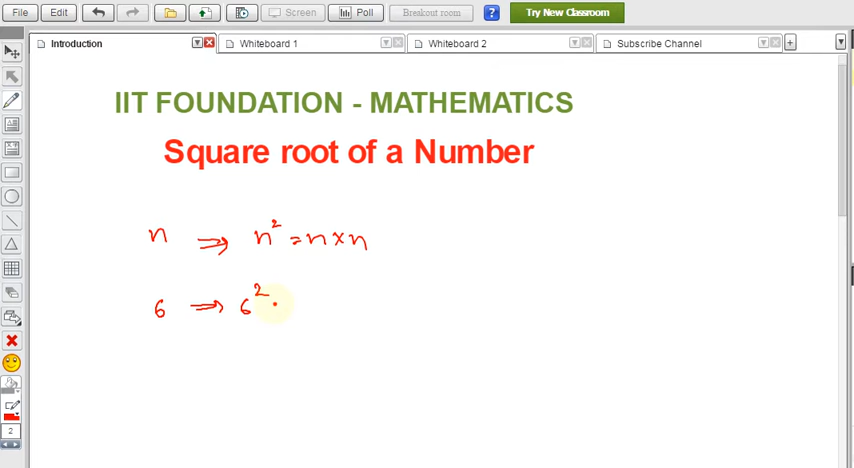 File Edit Screen Poll Breakout room ? Try New Classroom
Introduction Whiteboard 1 Whiteboard 2 Subscribe Channel
IIT FOUNDATION - MATHEMATICS
Square root of a Number
n ⇒ n² = n × n
6 ⇒ 6²
2